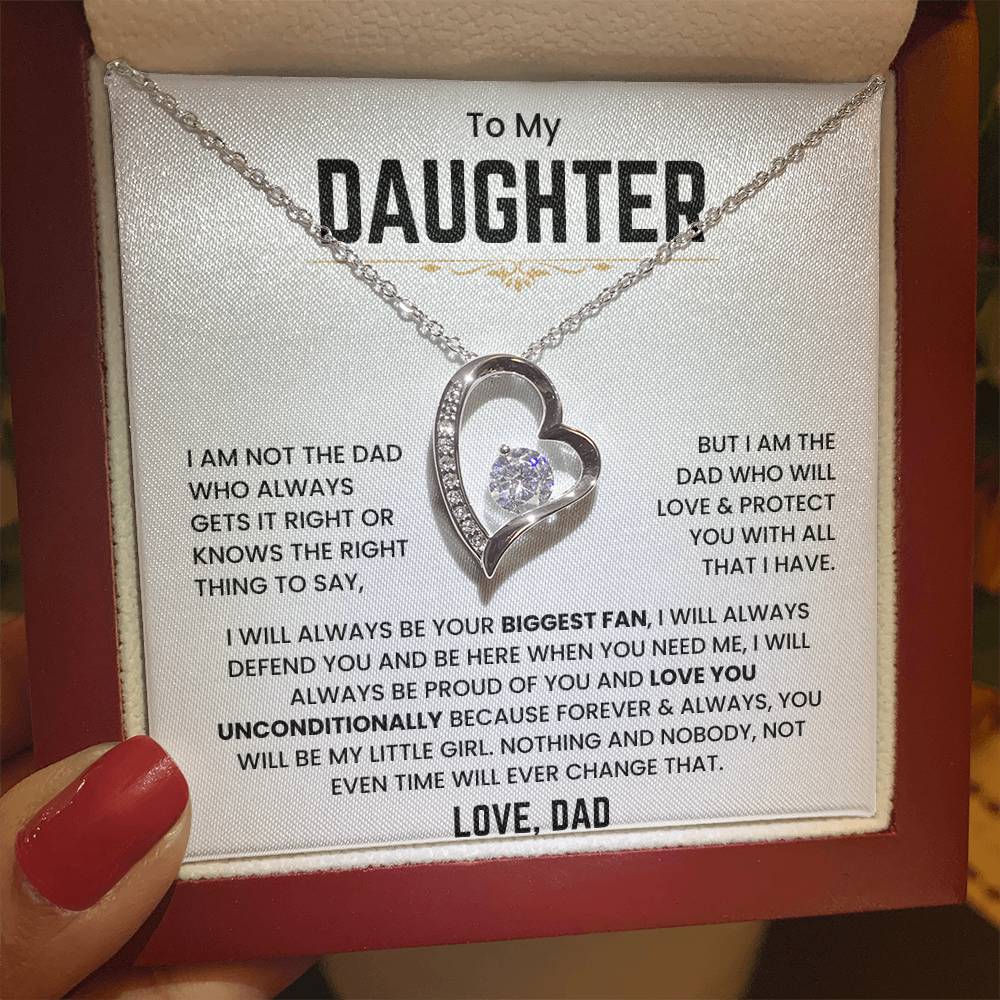 To My
DAUGHTER
I AM NOT THE DAD
WHO ALWAYS
GETS IT RIGHT OR
KNOWS THE RIGHT
THING TO SAY,
BUT I AM THE
DAD WHO WILL
LOVE & PROTECT
YOU WITH ALL
THAT I HAVE.
I WILL ALWAYS BE YOUR BIGGEST FAN, I WILL ALWAYS
DEFEND YOU AND BE HERE WHEN YOU NEED ME, I WILL
ALWAYS BE PROUD OF YOU AND LOVE YOU
UNCONDITIONALLY BECAUSE FOREVER & ALWAYS, YOU
WILL BE MY LITTLE GIRL. NOTHING AND NOBODY, NOT
EVEN TIME WILL EVER CHANGE THAT.
LOVE, DAD